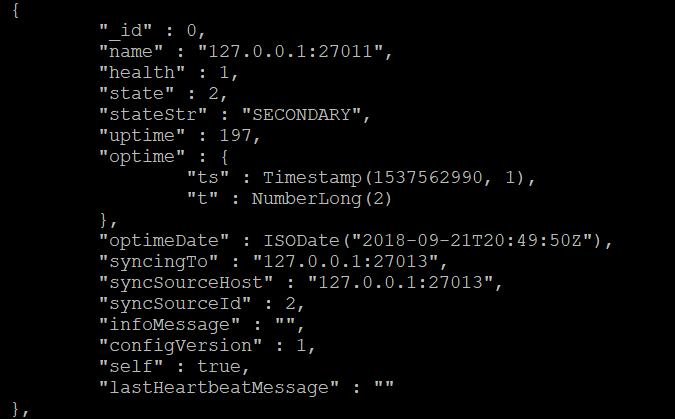 {
"_id" : 0,
"name" : "127.0.0.1:27011",
"health" : 1,
"state" : 2,
"stateStr" : "SECONDARY",
"uptime" : 197,
"optime" : {
"ts" : Timestamp(1537562990, 1),
"t" : NumberLong(2)
},
"optimeDate" : ISODate("2018-09-21T20:49:50Z"),
"syncingTo" : "127.0.0.1:27013",
"syncSourceHost" : "127.0.0.1:27013",
"syncSourceId" : 2,
"infoMessage" : "",
"configVersion" : 1,
"self" : true,
"lastHeartbeatMessage" : ""
},